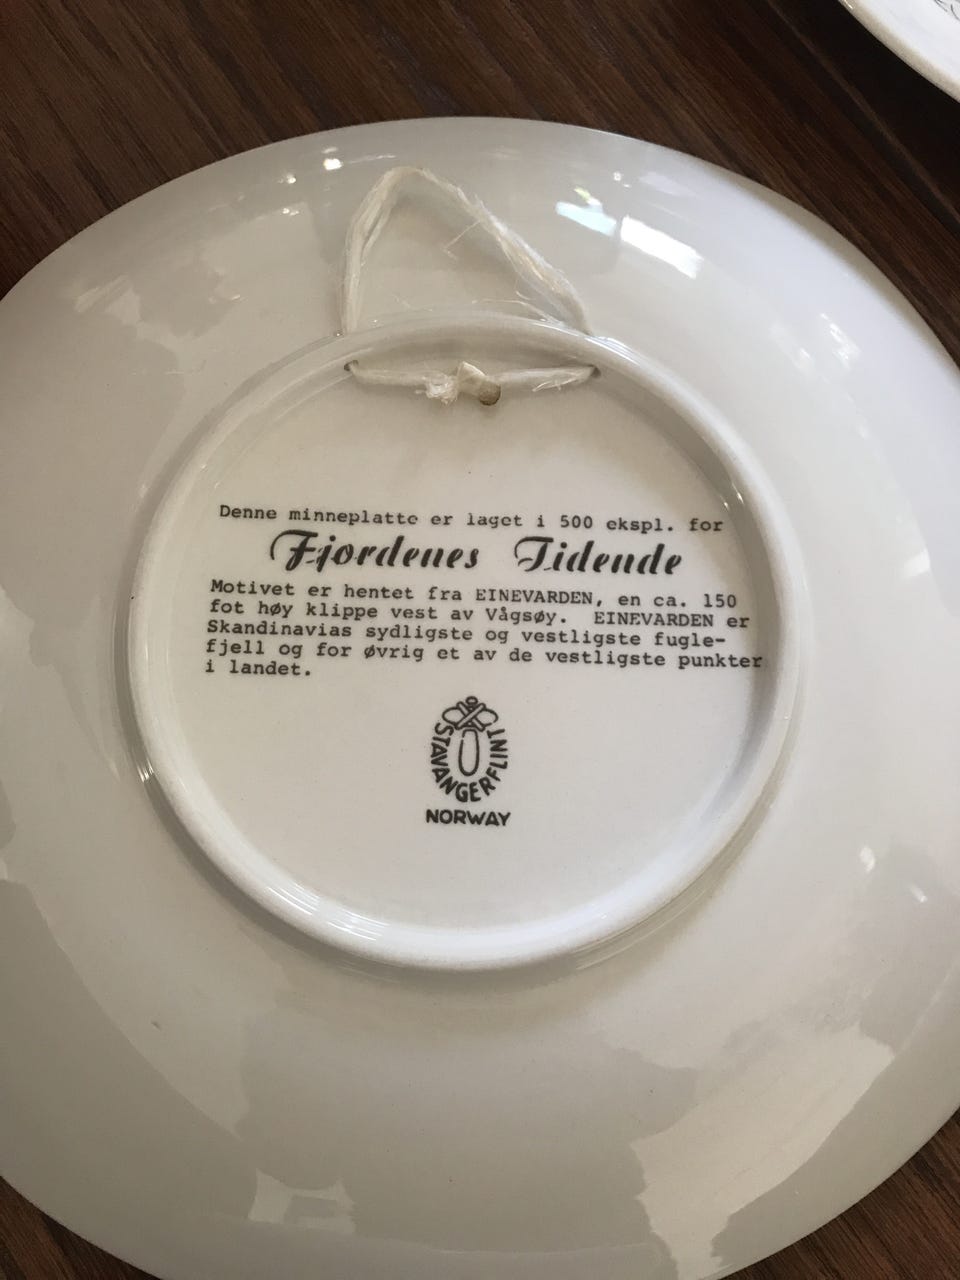 Denne minneplatte er laget i 500 ekspl. for
Fjordenes Tidende
Motivet er hentet fra EINEVARDEN, en ca. 150
fot høy klippe vest av Vågsøy. EINEVARDEN er
Skandinavias sydligste og vestligste fugle-
fjell og for øvrig et av de vestligste punkter
i landet.
STAVANGERFLINT
NORWAY